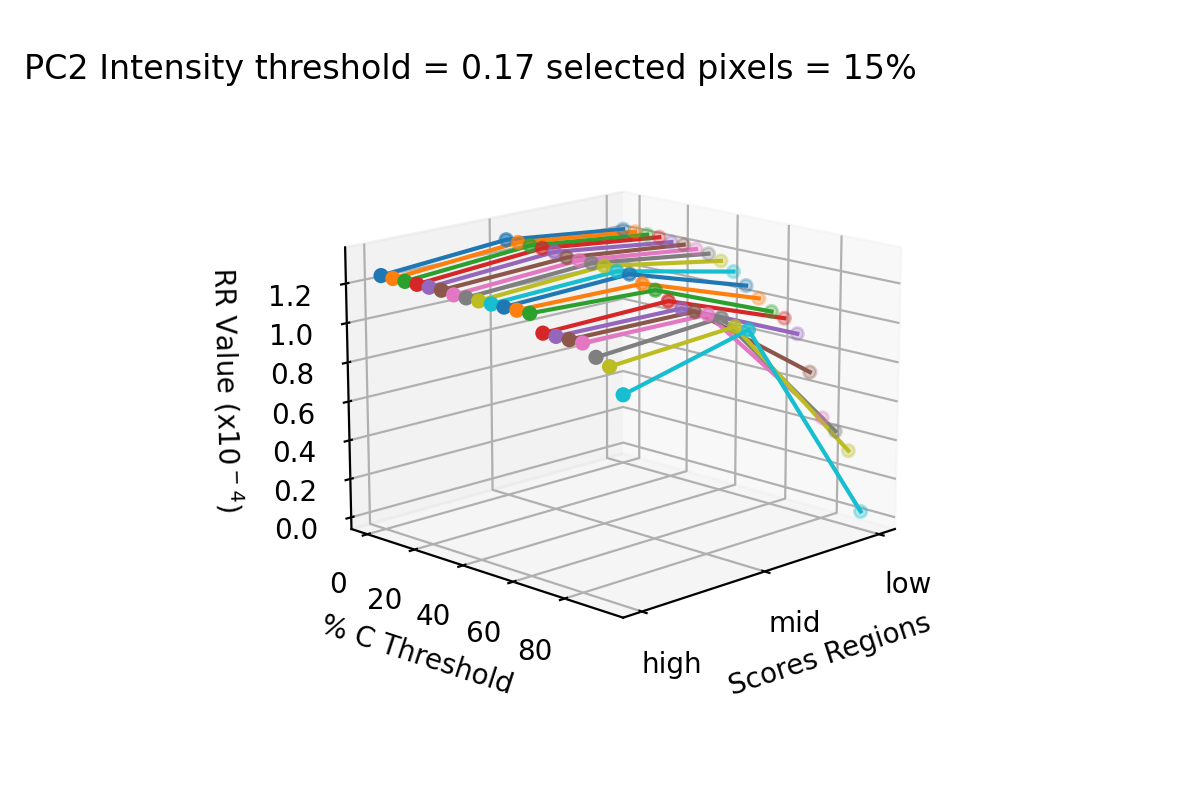 PC2 Intensity threshold = 0.17 selected pixels = 15%
RR Value (x10⁻⁴)
1.2
1.0
0.8
0.6
0.4
0.2
0.0
0
20
40
60
80
% C Threshold
low
mid
high
Scores Regions